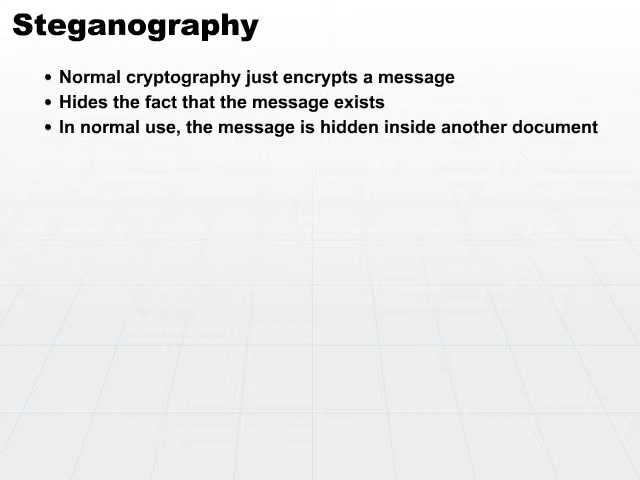 Steganography
• Normal cryptography just encrypts a message
• Hides the fact that the message exists
• In normal use, the message is hidden inside another document